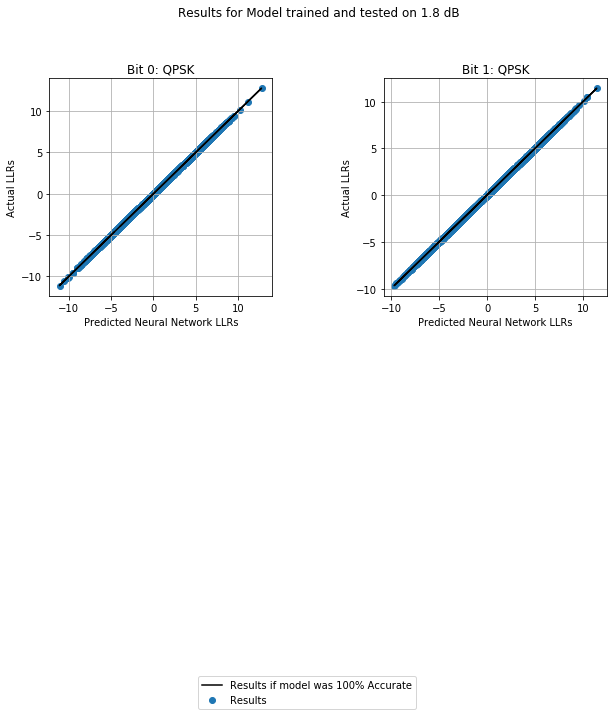 Results for Model trained and tested on 1.8 dB
Bit 0: QPSK
10
5
0
−5
−10
Actual LLRs
−10
−5
0
5
10
Predicted Neural Network LLRs
Bit 1: QPSK
10
5
0
−5
−10
Actual LLRs
−10
−5
0
5
10
Predicted Neural Network LLRs
Results if model was 100% Accurate
Results